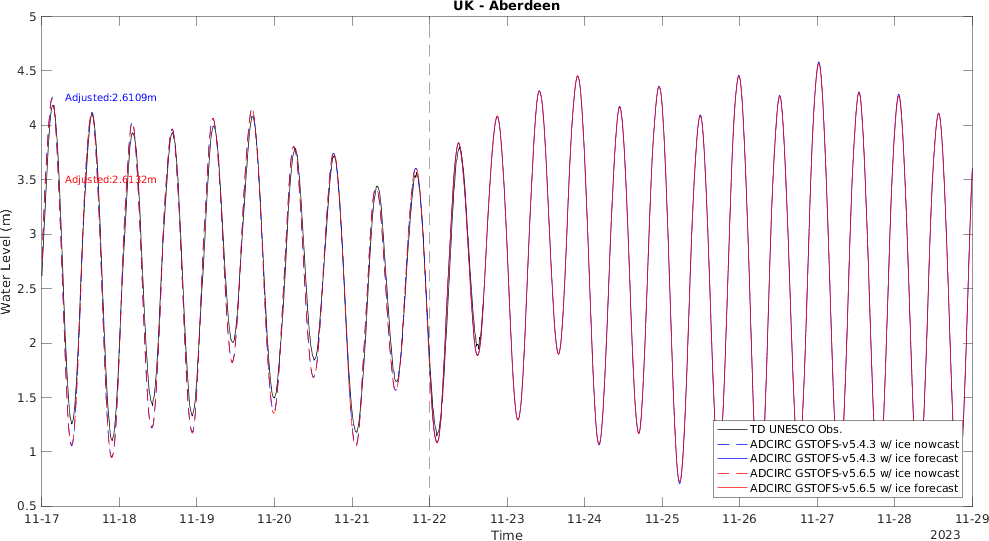 UK - Aberdeen
5
4.5
4
3.5
3
2.5
2
1.5
1
0.5
Water Level (m)
Adjusted:2.6109m
Adjusted:2.6132m
TD UNESCO Obs.
ADCIRC GSTOFS-v5.4.3 w/ ice nowcast
ADCIRC GSTOFS-v5.4.3 w/ ice forecast
ADCIRC GSTOFS-v5.6.5 w/ ice nowcast
ADCIRC GSTOFS-v5.6.5 w/ ice forecast
11-17 11-18 11-19 11-20 11-21 11-22 11-23 11-24 11-25 11-26 11-27 11-28 11-29
Time
2023